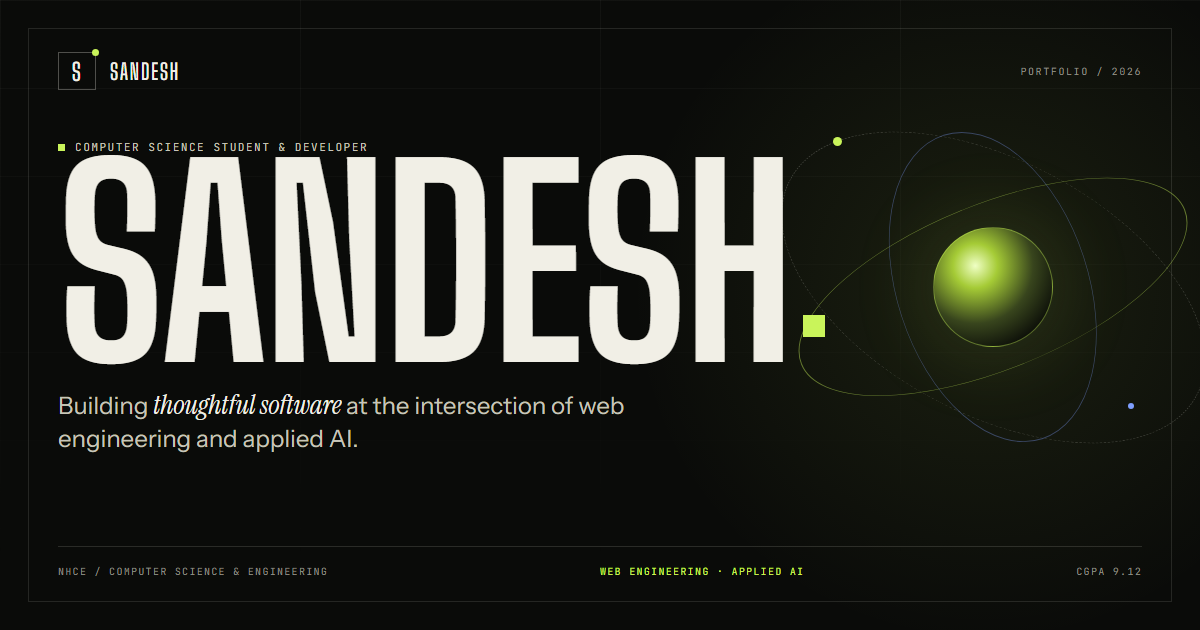 S SANDESH
PORTFOLIO / 2026
COMPUTER SCIENCE STUDENT & DEVELOPER
SANDESH
Building thoughtful software at the intersection of web
engineering and applied AI.
NHCE / COMPUTER SCIENCE & ENGINEERING
WEB ENGINEERING · APPLIED AI
CGPA 9.12